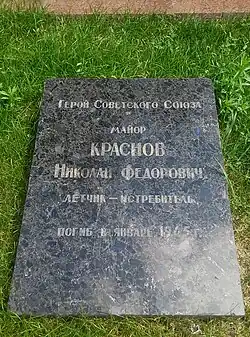 Герой Советского Союза
майор
КРАСНОВ
Николай Федорович
летчик — истребитель
погиб в январе 1945 г.